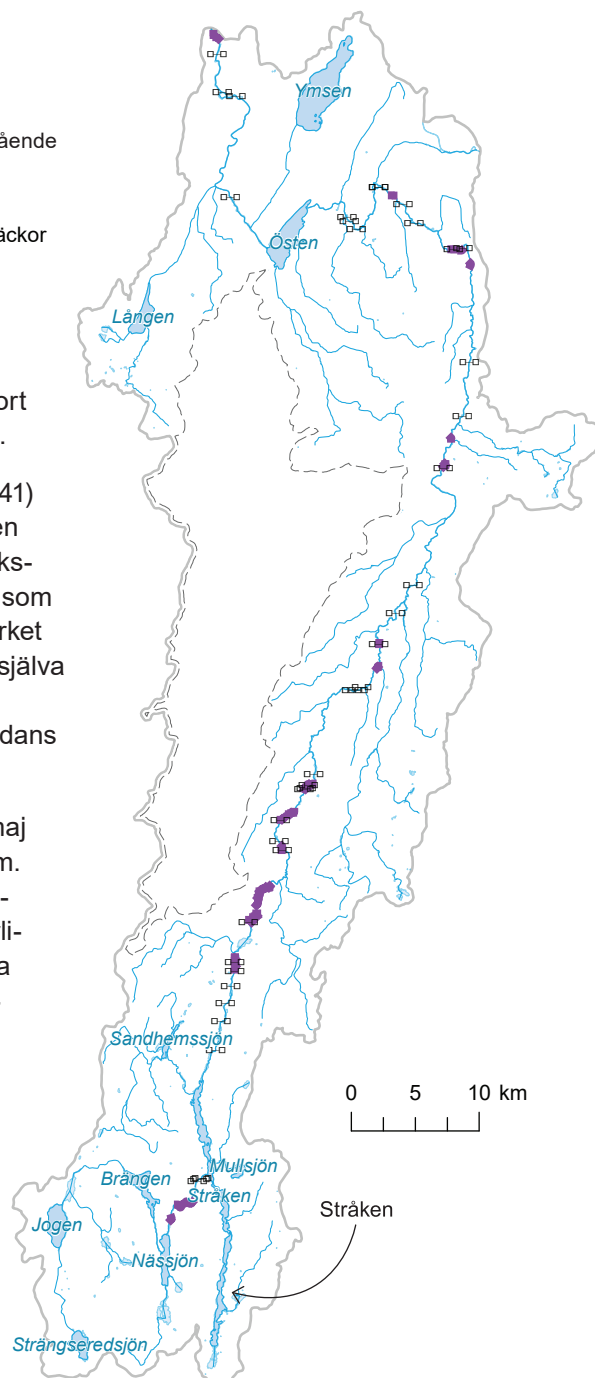 ående
äckor
ort
.
41)
en
ks-
som
rket
själva
dans
naj
m.
-
li-
a
Ymsen
Östen
Lången
Sandhemssjön
0 5 10 km
Mullsjön
Brängen
Stråken
Stråken
Jogen
Nässjön
Strängseredsjön